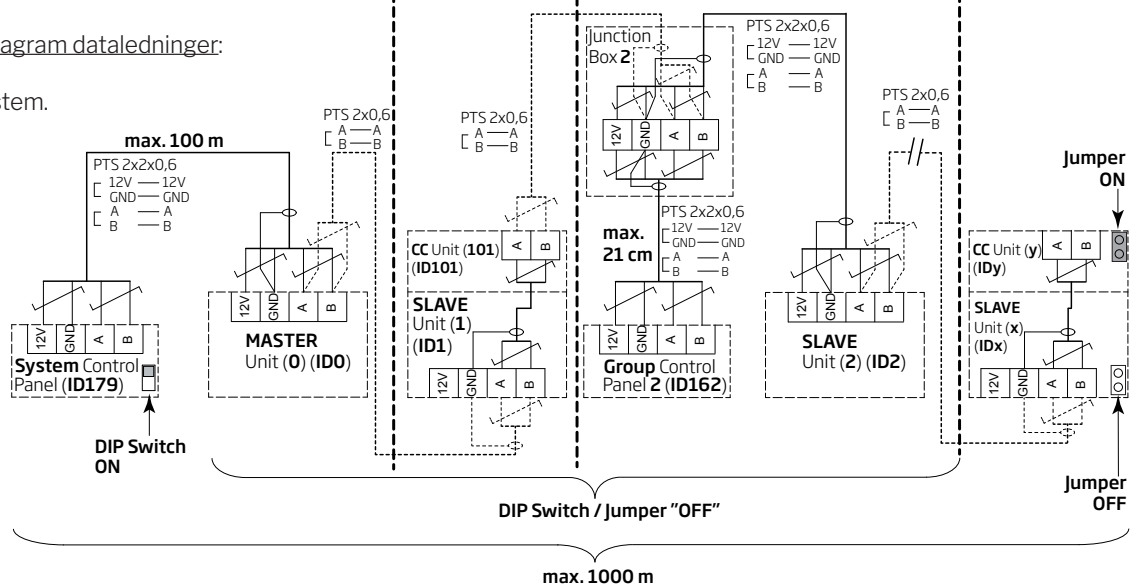 agram dataledninger:
stem.
max. 100 m
PTS 2x2x0,6
12V — 12V
GND — GND
A — A
B — B
12V
GND
A
B
System Control
Panel (ID179)
DIP Switch
ON
PTS 2x0,6
A — A
B — B
12V
GND
A
B
MASTER
Unit (0) (ID0)
PTS 2x0,6
A — A
B — B
A
B
CC Unit (101)
(ID101)
SLAVE
Unit (1)
(ID1)
12V
GND
A
B
Junction
Box 2
12V
GND
A
B
PTS 2x2x0,6
12V — 12V
GND — GND
A — A
B — B
max.
21 cm
PTS 2x2x0,6
12V — 12V
GND — GND
A — A
B — B
12V
GND
A
B
Group Control
Panel 2 (ID162)
12V
GND
A
B
SLAVE
Unit (2) (ID2)
PTS 2x0,6
A — A
B — B
Jumper
ON
A
B
CC Unit (y)
(IDy)
SLAVE
Unit (x)
(IDx)
12V
GND
A
B
Jumper
OFF
DIP Switch / Jumper "OFF"
max. 1000 m